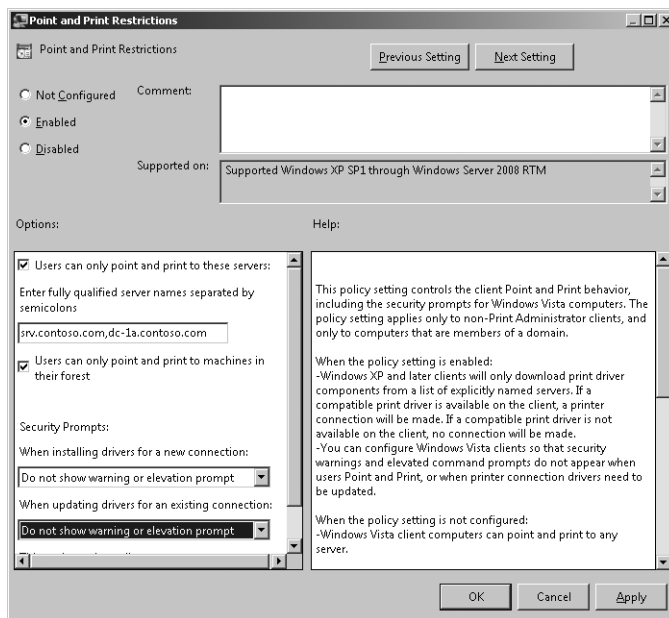 Point and Print Restrictions
Point and Print Restrictions
Previous Setting
Next Setting
Not Configured
Comment:
Enabled
Disabled
Supported on:
Supported Windows XP SP1 through Windows Server 2008 RTM
Options:
Help:
Users can only point and print to these servers:
Enter fully qualified server names separated by
semicolons
srv.contoso.com,dc-1a.contoso.com
Users can only point and print to machines in
their forest
Security Prompts:
When installing drivers for a new connection:
Do not show warning or elevation prompt
When updating drivers for an existing connection:
Do not show warning or elevation prompt
This policy setting controls the client Point and Print behavior,
including the security prompts for Windows Vista computers. The
policy setting applies only to non-Print Administrator clients, and
only to computers that are members of a domain.
When the policy setting is enabled:
-Windows XP and later clients will only download print driver
components from a list of explicitly named servers. If a
compatible print driver is available on the client, a printer
connection will be made. If a compatible print driver is not
available on the client, no connection will be made.
-You can configure Windows Vista clients so that security
warnings and elevated command prompts do not appear when
users Point and Print, or when printer connection drivers need to
be updated.
When the policy setting is not configured:
-Windows Vista client computers can point and print to any
server.
OK
Cancel
Apply